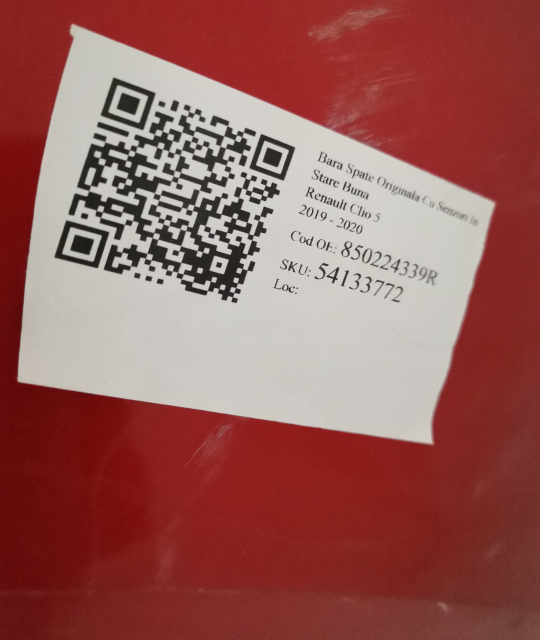 Bara Spate Originala Cu Senzori In
Stare Buna
Renault Clio 5
2019 - 2020
Cod OE: 850224339R
SKU: 54133772
Loc: